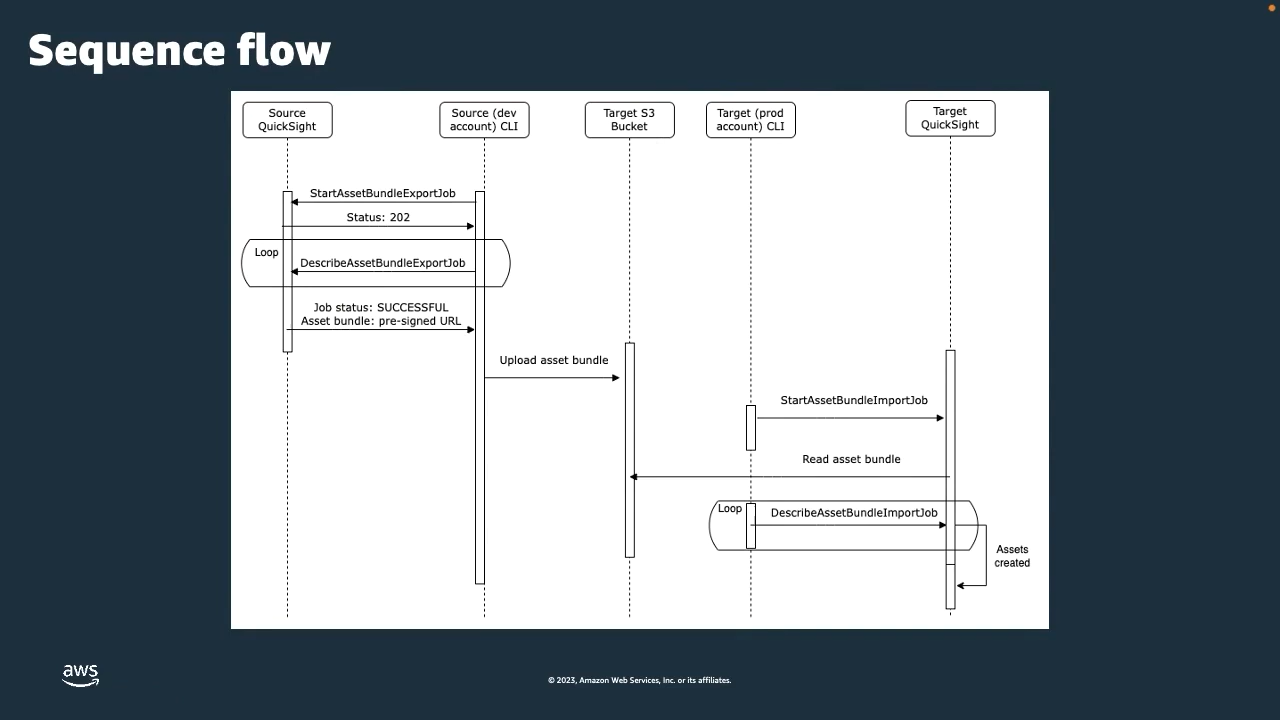 Sequence flow
Source
QuickSight
Source (dev
account) CLI
Target S3
Bucket
Target (prod
account) CLI
Target
QuickSight
StartAssetBundleExportJob
Status: 202
Loop
DescribeAssetBundleExportJob
Job status: SUCCESSFUL
Asset bundle: pre-signed URL
Upload asset bundle
StartAssetBundleImportJob
Read asset bundle
Loop
DescribeAssetBundleImportJob
Assets
created
aws
© 2023, Amazon Web Services, Inc. or its affiliates.